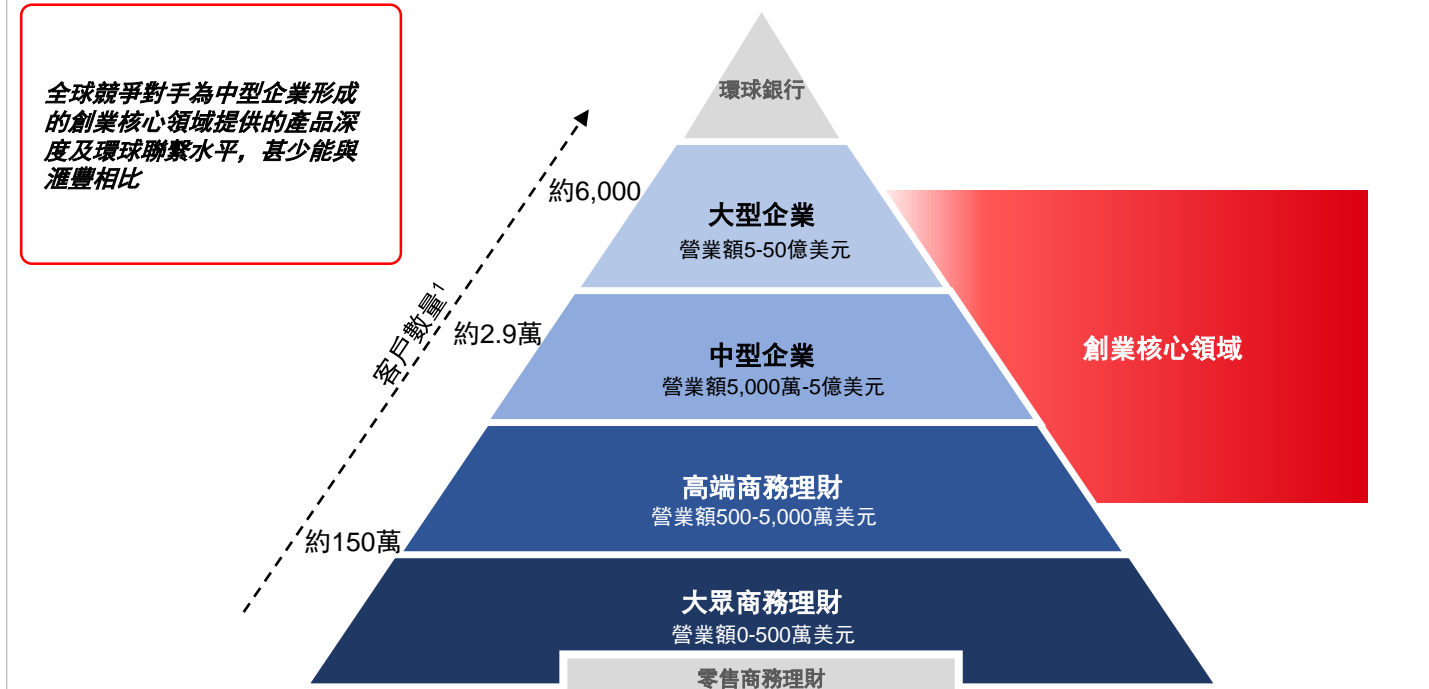 全球競爭對手為中型企業形成
的創業核心領域提供的產品深
度及環球聯繫水平，甚少能與
滙豐相比
環球銀行
約6,000
大型企業
營業額5-50億美元
客戶數量1
約2.9萬
中型企業
營業額5,000萬-5億美元
創業核心領域
高端商務理財
營業額500-5,000萬美元
約150萬
大眾商務理財
營業額0-500萬美元
零售商務理財